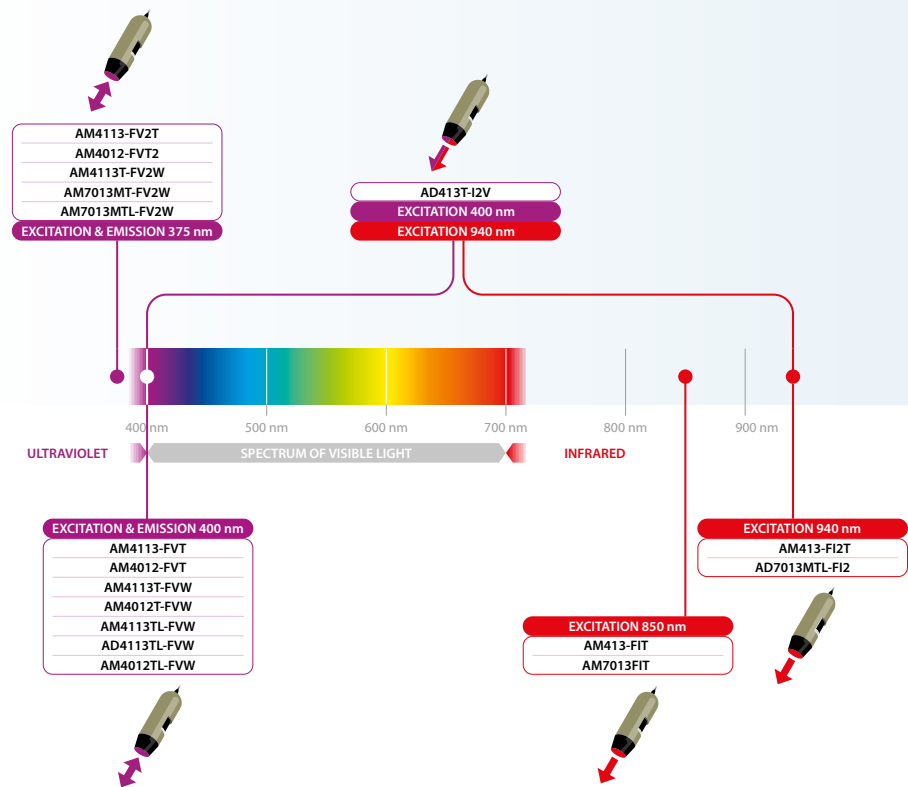 AM4113-FV2T
AM4012-FVT2
AM4113T-FV2W
AM7013MT-FV2W
AM7013MTL-FV2W
EXCITATION & EMISSION 375 nm
AD413T-I2V
EXCITATION 400 nm
EXCITATION 940 nm
400 nm
500 nm
600 nm
700 nm
800 nm
900 nm
ULTRAVIOLET
SPECTRUM OF VISIBLE LIGHT
INFRARED
EXCITATION & EMISSION 400 nm
AM4113-FVT
AM4012-FVT
AM4113T-FVW
AM4012T-FVW
AM4113TL-FVW
AD4113TL-FVW
AM4012TL-FVW
EXCITATION 850 nm
AM413-FIT
AM7013FIT
EXCITATION 940 nm
AM413-FI2T
AD7013MTL-FI2